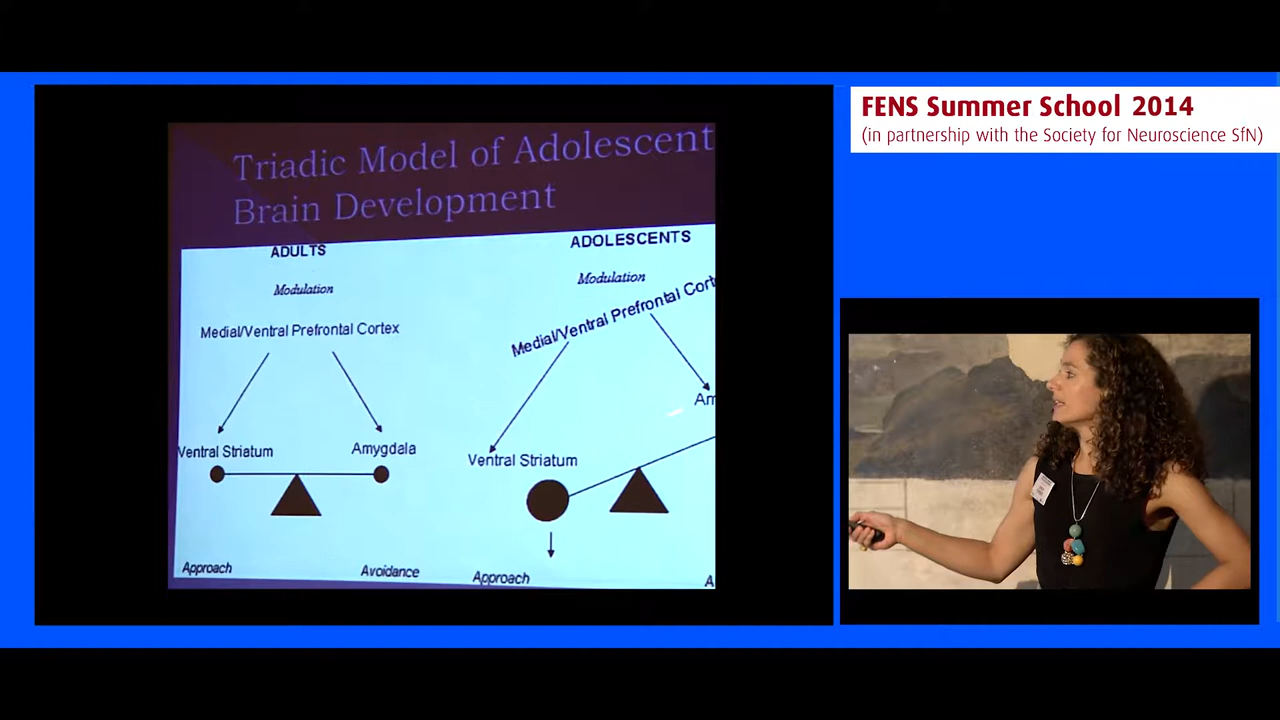 FENS Summer School 2014
(in partnership with the Society for Neuroscience SfN)
Triadic Model of Adolescent
Brain Development
ADULTS
Modulation
Medial/Ventral Prefrontal Cortex
Ventral Striatum
Amygdala
Approach
Avoidance
ADOLESCENTS
Modulation
Medial/Ventral Prefrontal Cort
Ventral Striatum
Am
Approach
A